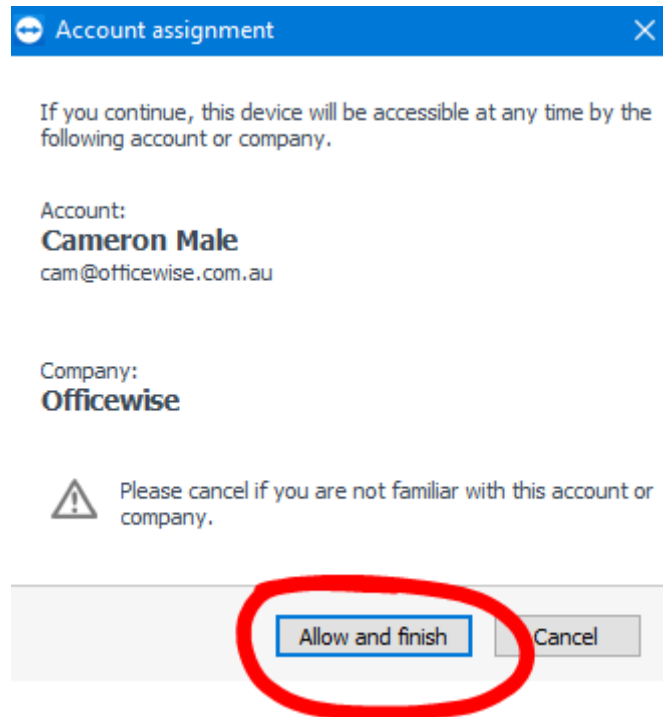 Account assignment
If you continue, this device will be accessible at any time by the
following account or company.
Account:
Cameron Male
cam@officewise.com.au
Company:
Officewise
Please cancel if you are not familiar with this account or
company.
Allow and finish
Cancel